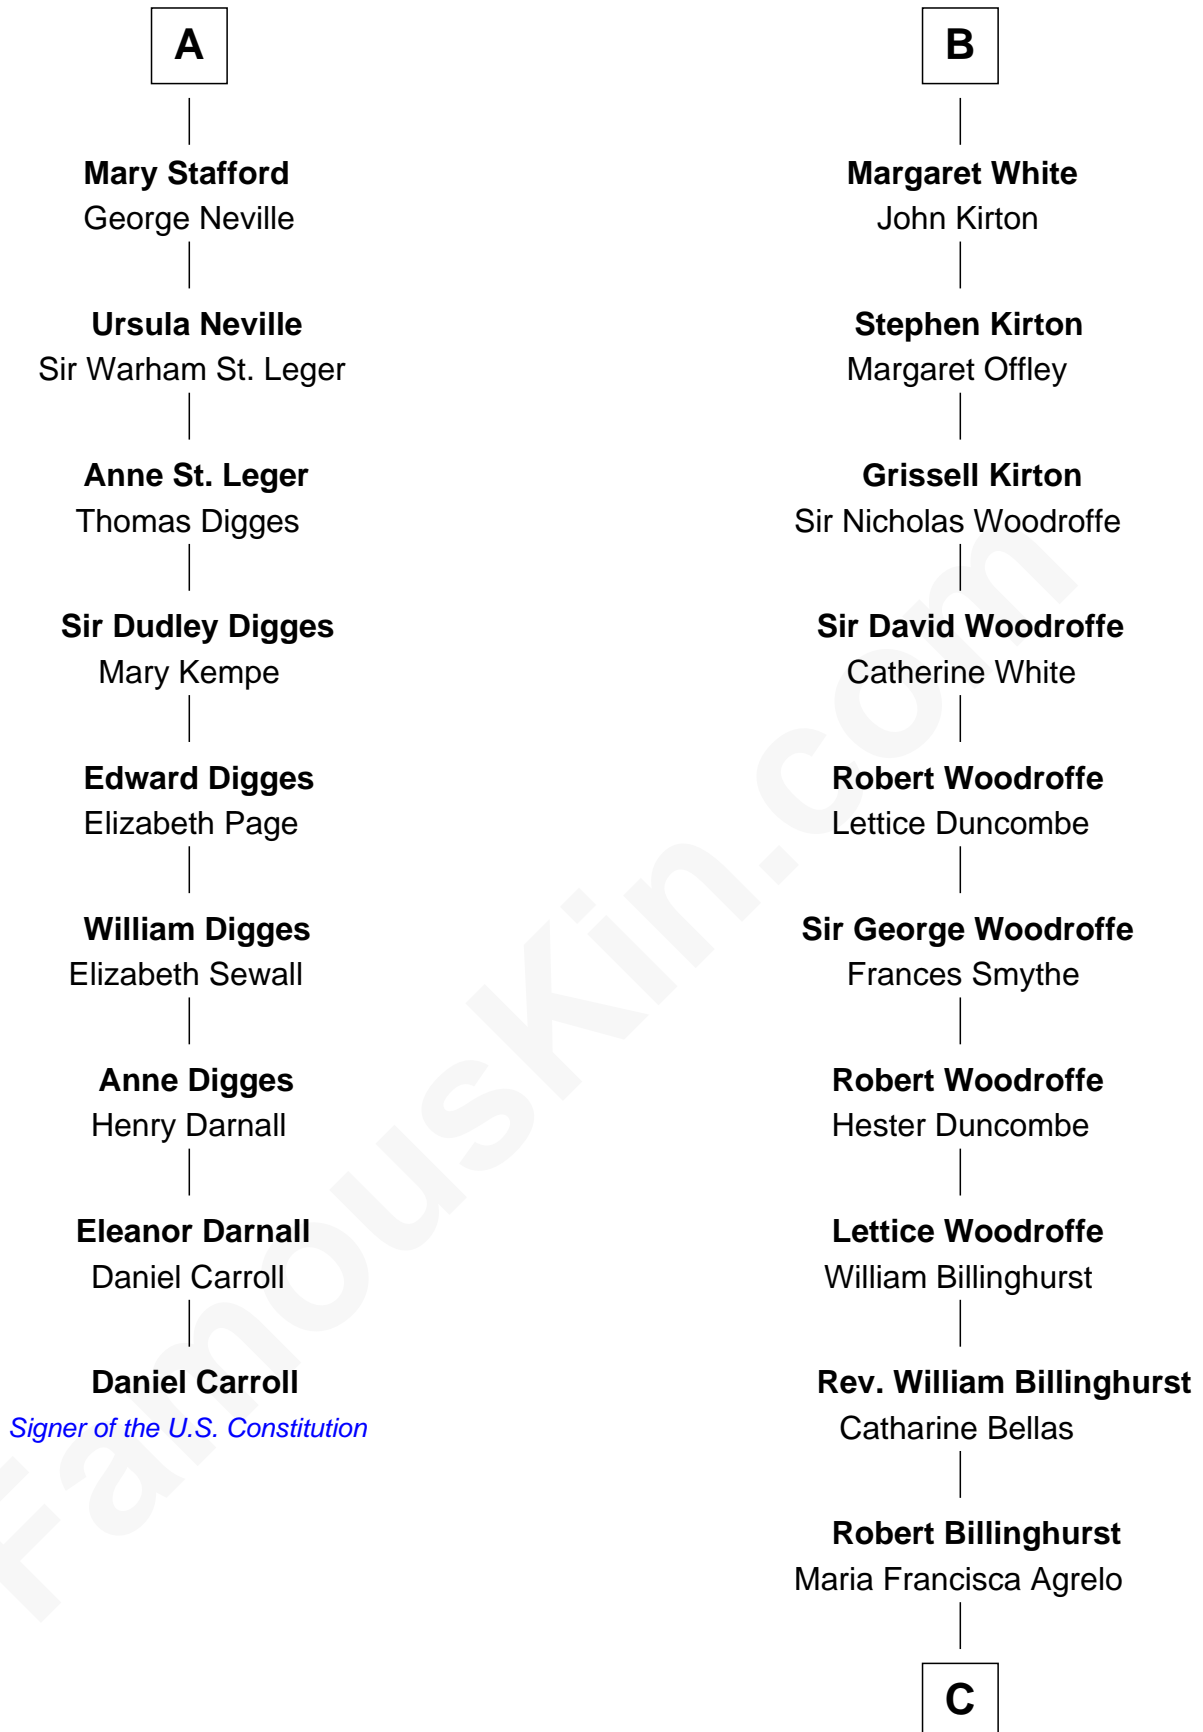 A
Mary Stafford
George Neville
Ursula Neville
Sir Warham St. Leger
Anne St. Leger
Thomas Digges
Sir Dudley Digges
Mary Kempe
Edward Digges
Elizabeth Page
William Digges
Elizabeth Sewall
Anne Digges
Henry Darnall
Eleanor Darnall
Daniel Carroll
Daniel Carroll
Signer of the U.S. Constitution
B
Margaret White
John Kirton
Stephen Kirton
Margaret Offley
Grissell Kirton
Sir Nicholas Woodroffe
Sir David Woodroffe
Catherine White
Robert Woodroffe
Lettice Duncombe
Sir George Woodroffe
Frances Smythe
Robert Woodroffe
Hester Duncombe
Lettice Woodroffe
William Billinghurst
Rev. William Billinghurst
Catharine Bellas
Robert Billinghurst
Maria Francisca Agrelo
C
FamousKin.com